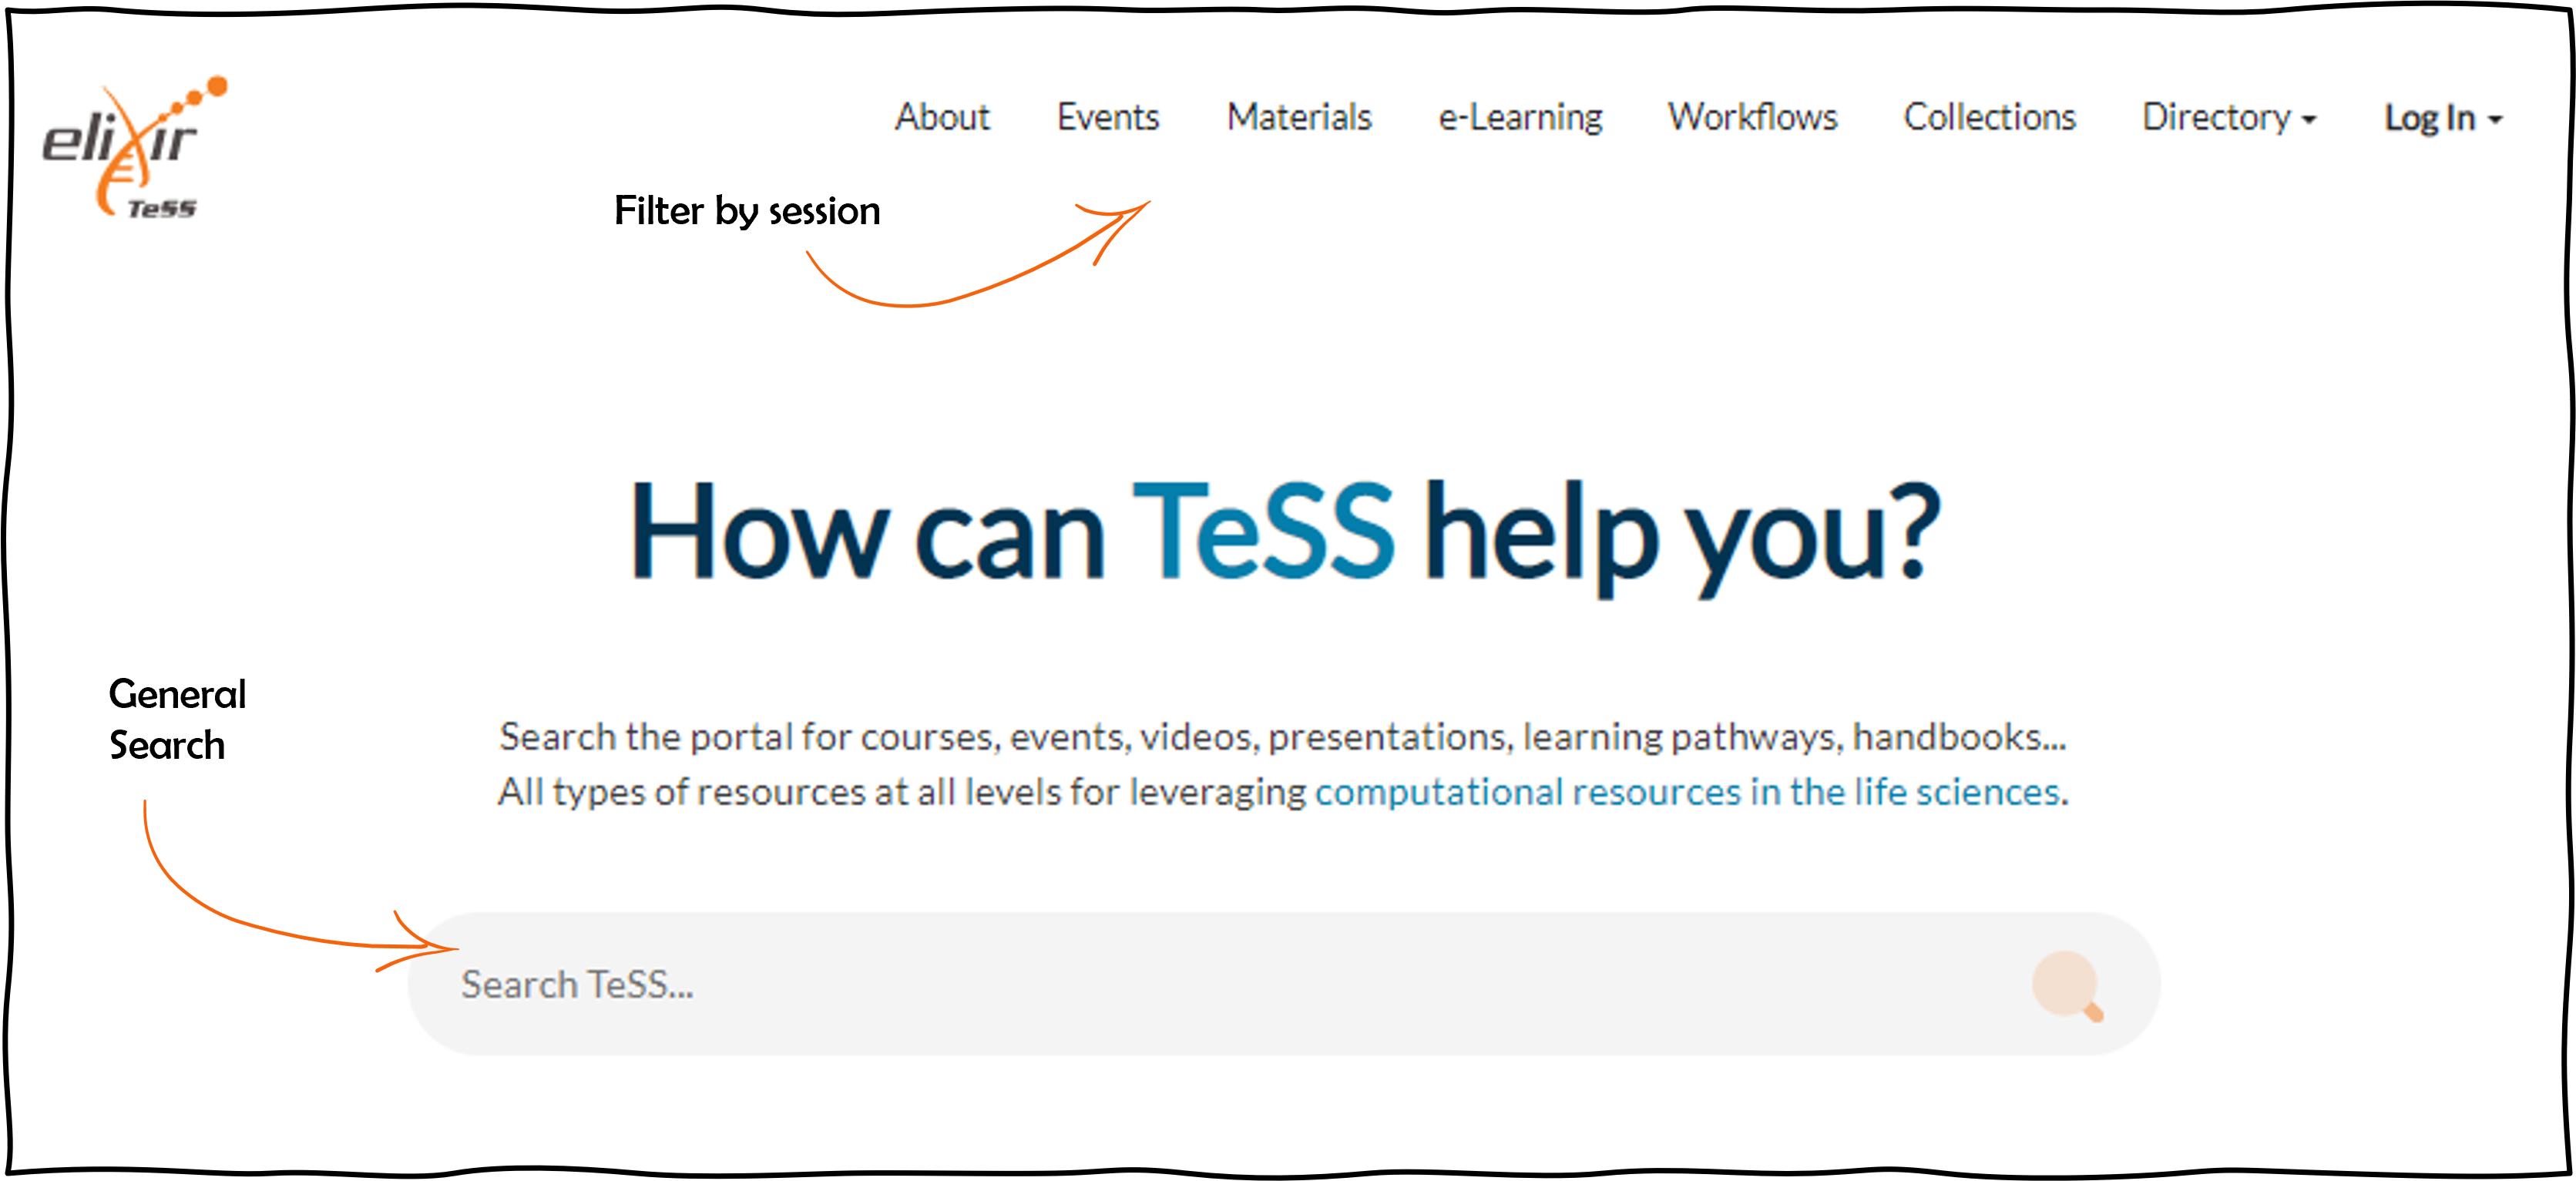 elixir
TeSS
About Events Materials e-Learning Workflows Collections Directory Log In
Filter by session
How can TeSS help you?
General
Search
Search the portal for courses, events, videos, presentations, learning pathways, handbooks...
All types of resources at all levels for leveraging computational resources in the life sciences.
Search TeSS...